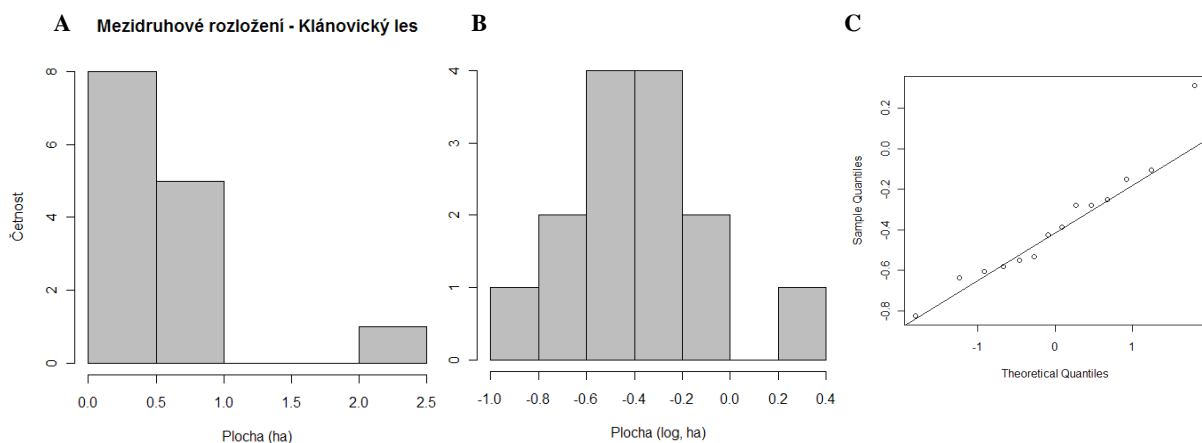 A Mezidruhové rozložení - Klánovický les
Četnost
8
6
4
2
0
0.0 0.5 1.0 1.5 2.0 2.5
Plocha (ha)
B
4
3
2
1
0
-1.0 -0.8 -0.6 -0.4 -0.2 0.0 0.2 0.4
Plocha (log, ha)
C
Sample Quantiles
0.2
0.0
-0.2
-0.4
-0.6
-0.8
-1 0 1
Theoretical Quantiles